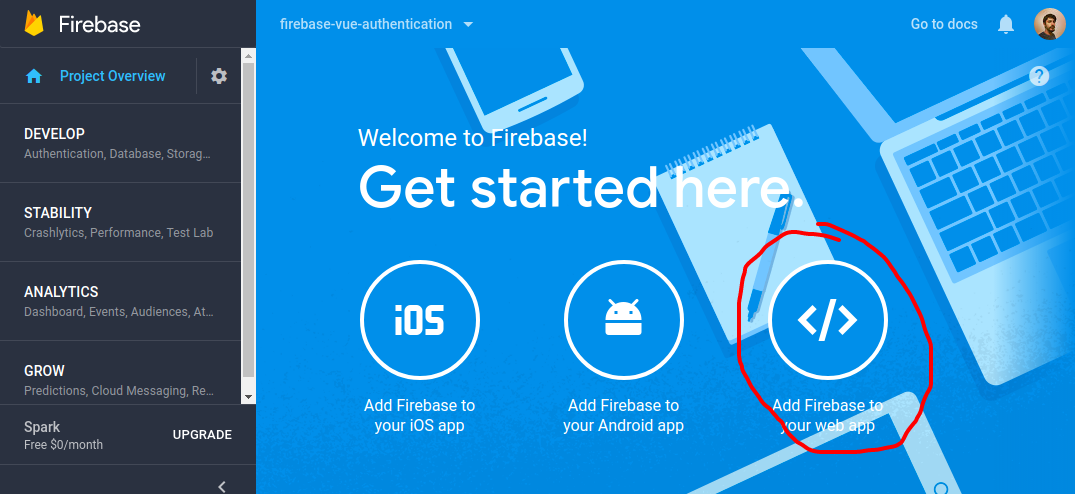 Firebase
firebase-vue-authentication
Go to docs
Project Overview
?
DEVELOP
Authentication, Database, Storag...
STABILITY
Crashlytics, Performance, Test Lab
ANALYTICS
Dashboard, Events, Audiences, At...
GROW
Predictions, Cloud Messaging, Re...
Spark
Free $0/month
UPGRADE
Welcome to Firebase!
Get started here.
iOS
</>
Add Firebase to
your iOS app
Add Firebase to
your Android app
Add Firebase to
your web app